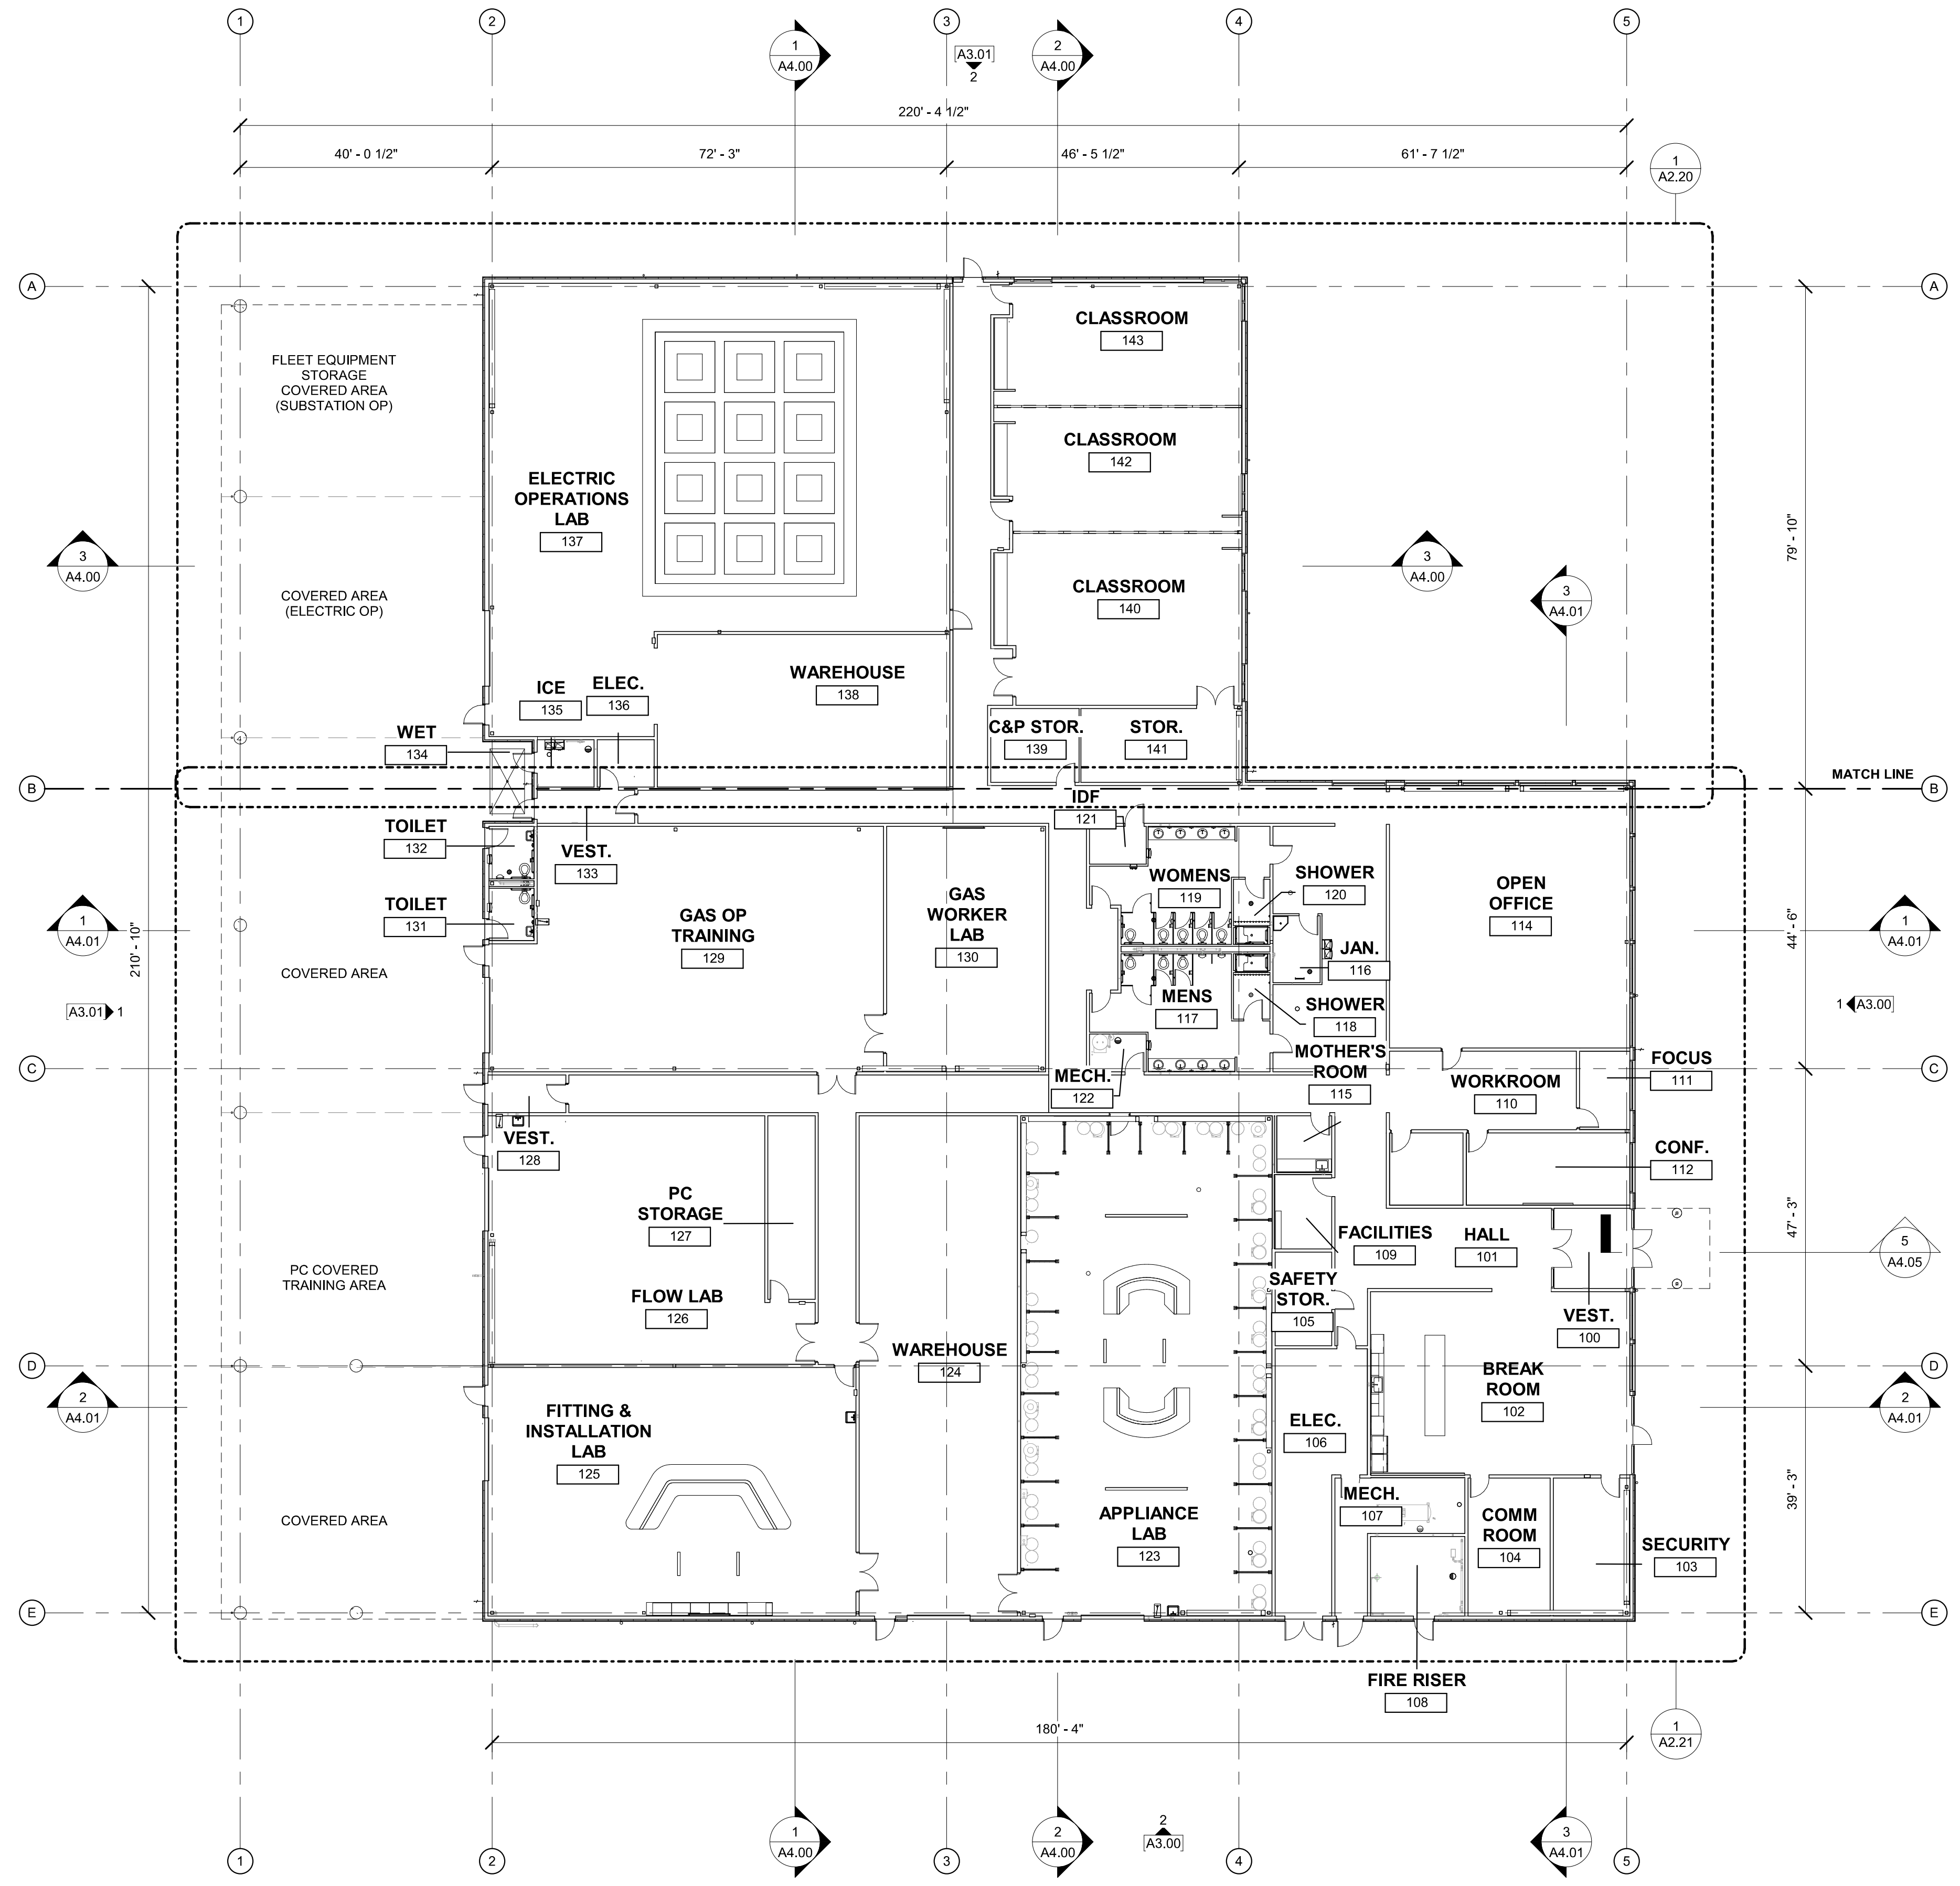 1
2
3
4
5
1
A4.00
A3.01
2
2
A4.00
220' - 4 1/2"
40' - 0 1/2"
72' - 3"
46' - 5 1/2"
61' - 7 1/2"
1
A2.20
A
A
CLASSROOM
143
FLEET EQUIPMENT
STORAGE
COVERED AREA
(SUBSTATION OP)
CLASSROOM
142
ELECTRIC
OPERATIONS
LAB
137
79' - 10"
3
A4.00
3
A4.00
3
A4.01
COVERED AREA
(ELECTRIC OP)
CLASSROOM
140
WAREHOUSE
138
ICE
135
ELEC.
136
WET
134
C&P STOR.
139
STOR.
141
MATCH LINE
B
B
IDF
121
TOILET
132
VEST.
133
TOILET
131
GAS OP
TRAINING
129
GAS
WORKER
LAB
130
WOMENS
119
SHOWER
120
OPEN
OFFICE
114
1
A4.01
210' - 10"
44' - 6"
1
A4.01
COVERED AREA
JAN.
116
MENS
117
SHOWER
118
A3.01
1
1
A3.00
C
C
MOTHER'S
ROOM
115
MECH.
122
WORKROOM
110
FOCUS
111
VEST.
128
CONF.
112
PC
STORAGE
127
47' - 3"
FACILITIES
109
HALL
101
5
A4.05
PC COVERED
TRAINING AREA
FLOW LAB
126
SAFETY
STOR.
105
VEST.
100
WAREHOUSE
124
D
D
BREAK
ROOM
102
2
A4.01
2
A4.01
FITTING &
INSTALLATION
LAB
125
ELEC.
106
39' - 3"
MECH.
107
COVERED AREA
APPLIANCE
LAB
123
COMM
ROOM
104
SECURITY
103
E
E
FIRE RISER
108
180' - 4"
1
A2.21
1
A4.00
2
A4.00
2
A3.00
3
A4.01
1
2
3
4
5